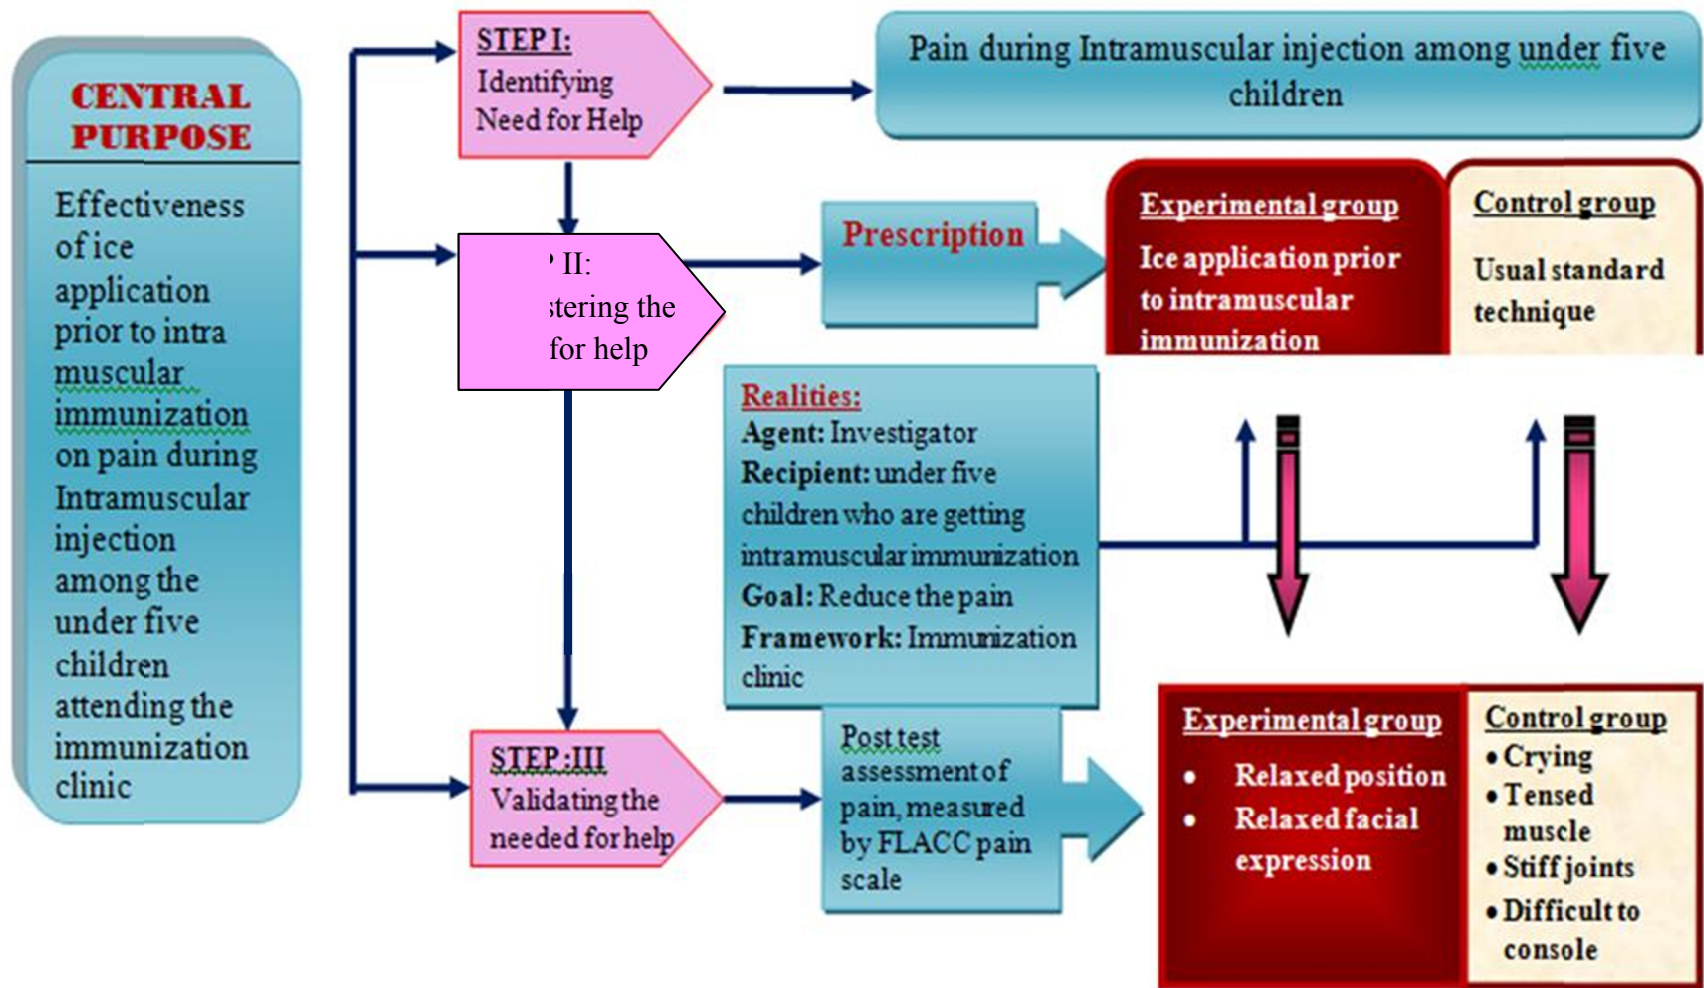 CENTRAL
PURPOSE
Effectiveness
of ice
application
prior to intra
muscular
immunization
on pain during
Intramuscular
injection
among the
under five
children
attending the
immunization
clinic
STEP I:
Identifying
Need for Help
Pain during Intramuscular injection among under five
children
II:
stering the
for help
Prescription
Experimental group
Ice application prior
to intramuscular
immunization
Control group
Usual standard
technique
Realities:
Agent: Investigator
Recipient: under five
children who are getting
intramuscular immunization
Goal: Reduce the pain
Framework: Immunization
clinic
STEP :III
Validating the
needed for help
Post test
assessment of
pain, measured
by FLACC pain
scale
Experimental group
• Relaxed position
• Relaxed facial
expression
Control group
• Crying
• Tensed
muscle
• Stiff joints
• Difficult to
console